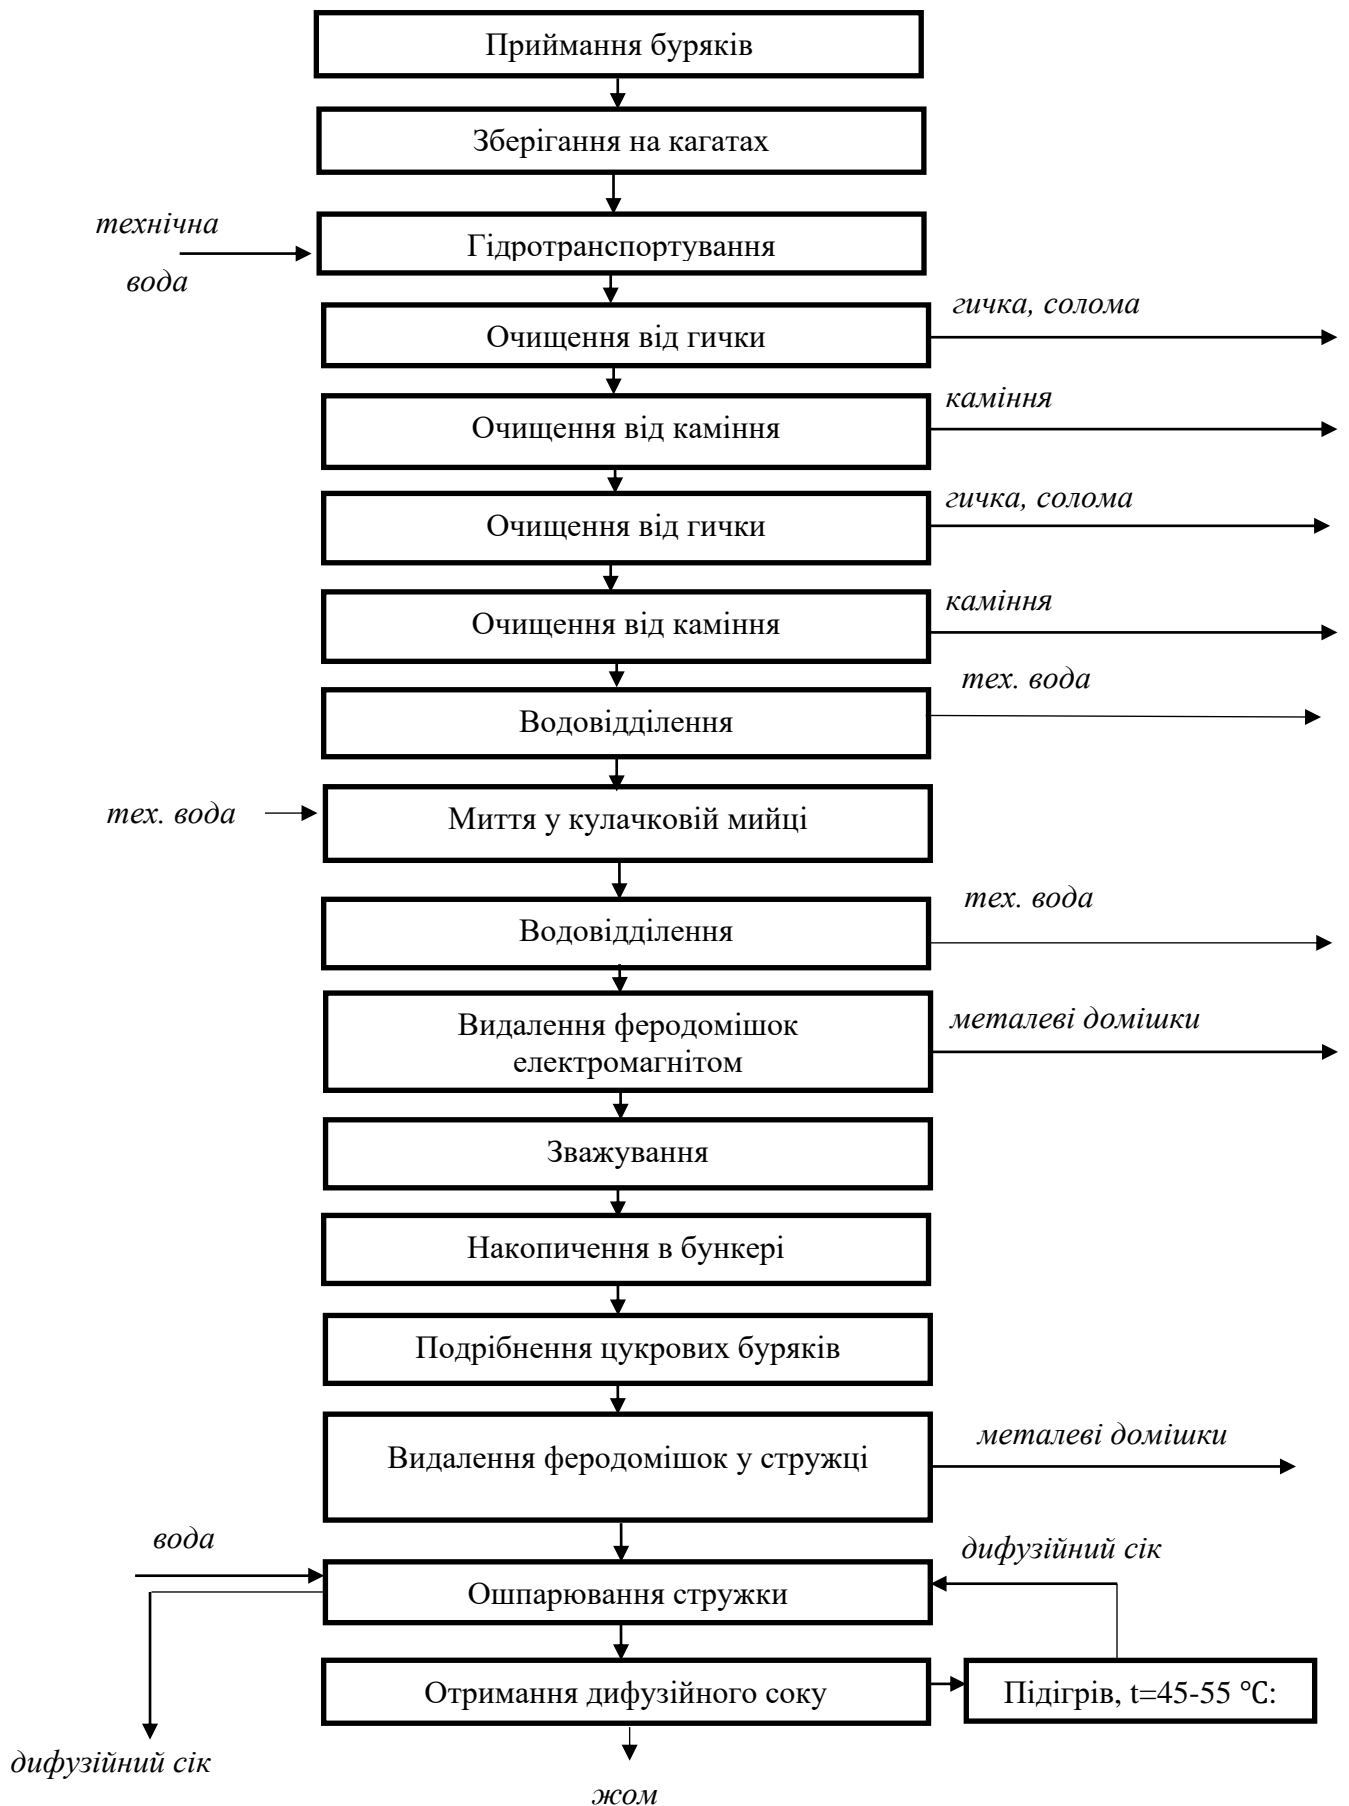 Приймання буряків
Зберігання на кагатах
технічна
вода
Гідротранспортування
гичка, солома
Очищення від гички
каміння
Очищення від каміння
гичка, солома
Очищення від гички
каміння
Очищення від каміння
тех. вода
Водовідділення
тех. вода
Миття у кулачковій мийці
тех. вода
Водовідділення
металеві домішки
Видалення феродомішок
електромагнітом
Зважування
Накопичення в бункері
Подрібнення цукрових буряків
металеві домішки
Видалення феродомішок у стружці
вода
дифузійний сік
Ошпарювання стружки
Отримання дифузійного соку
Підігрів, t=45-55 ℃:
дифузійний сік
жом